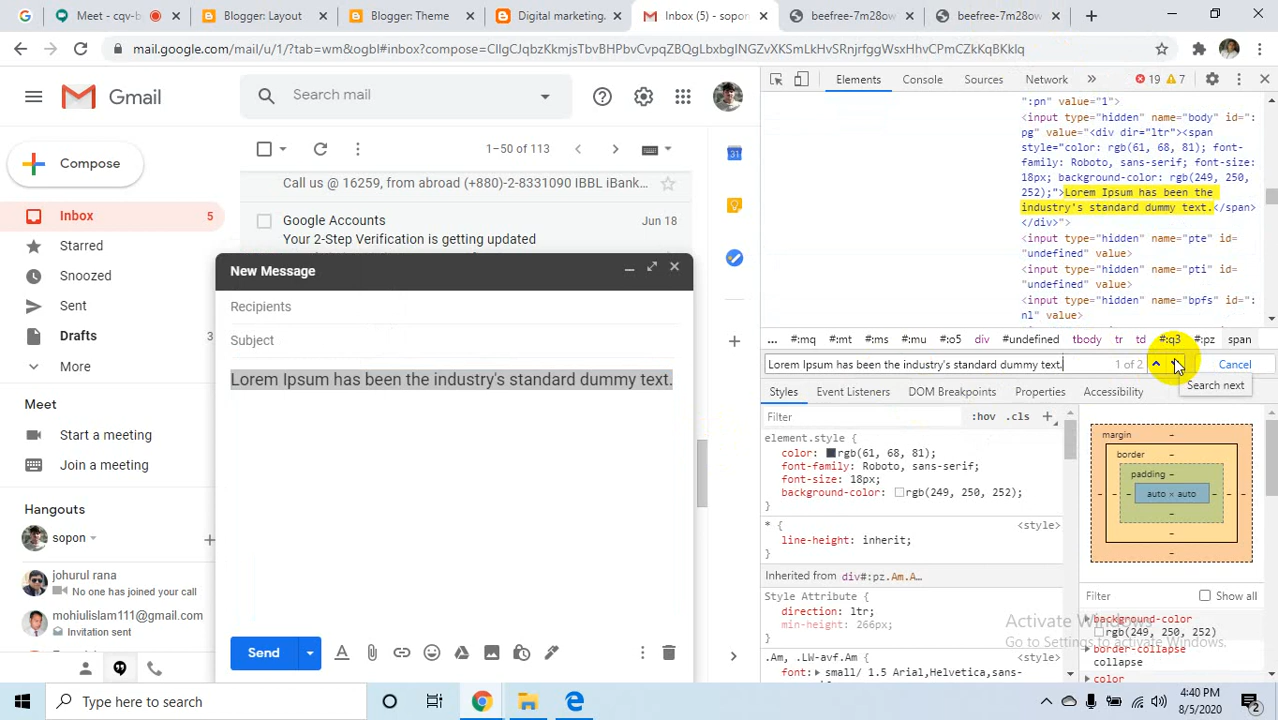 Meet - cqv-b
Blogger: Layout
Blogger: Theme
Digital marketing.
Inbox (5) - sopon
beefree-7m28ow
beefree-7m28ow
mail.google.com/mail/u/1/?tab=wm&ogbl#inbox?compose=CllgCJqbzKkmjsTbvBHPbvCvpqZBQgLbxbgINGZvXKSmLkHvSRnjrfggWsxHhvCPmCZkKqBKklq
Gmail
Search mail
Compose
1–50 of 113
Inbox 5
Starred
Snoozed
Sent
Drafts 3
More
Meet
Start a meeting
Join a meeting
Hangouts
sopon
johurul rana
No one has joined your call
mohiulislam111@gmail.com
Invitation sent
Call us @ 16259, from abroad (+880)-2-8331090 IBBL iBank...
Google Accounts Jun 18
Your 2-Step Verification is getting updated
New Message
Recipients
Subject
Lorem Ipsum has been the industry's standard dummy text.
Send
31
Elements Console Sources Network » 19 7
":pn" value="1">
<input type="hidden" name="body" id=":
pg" value="<div dir="ltr"><span
style="color: rgb(61, 68, 81); font-
family: Roboto, sans-serif; font-size:
18px; background-color: rgb(249, 250,
252);">Lorem Ipsum has been the
industry's standard dummy text.</span>
</div>">
<input type="hidden" name="pte" id=
"undefined" value>
<input type="hidden" name="pti" id=
"undefined" value>
<input type="hidden" name="bpfs" id=":
nl" value>
... #:mq #:mt #:ms #:mu #:o5 div #:undefined tbody tr td #:q3 #:pz span
Lorem Ipsum has been the industry's standard dummy text. 1 of 2 Cancel
Search next
Styles Event Listeners DOM Breakpoints Properties Accessibility
Filter :hov .cls +
element.style {
color: rgb(61, 68, 81);
font-family: Roboto, sans-serif;
font-size: 18px;
background-color: rgb(249, 250, 252);
}
* { <style>
line-height: inherit;
}
Inherited from div#:pz.Am.A…
Style Attribute {
direction: ltr;
min-height: 266px;
}
.Am, .LW-avf.Am { <style>
font: small/ 1.5 Arial,Helvetica,sans-
margin –
border –
padding –
– – – auto × auto – – –
–
–
–
Filter Show all
background-color
rgb(249, 250, 252)
border-collapse
collapse
color
Activate Windows
Go to Settings to activate Windows.
Type here to search
4:40 PM
8/5/2020
2